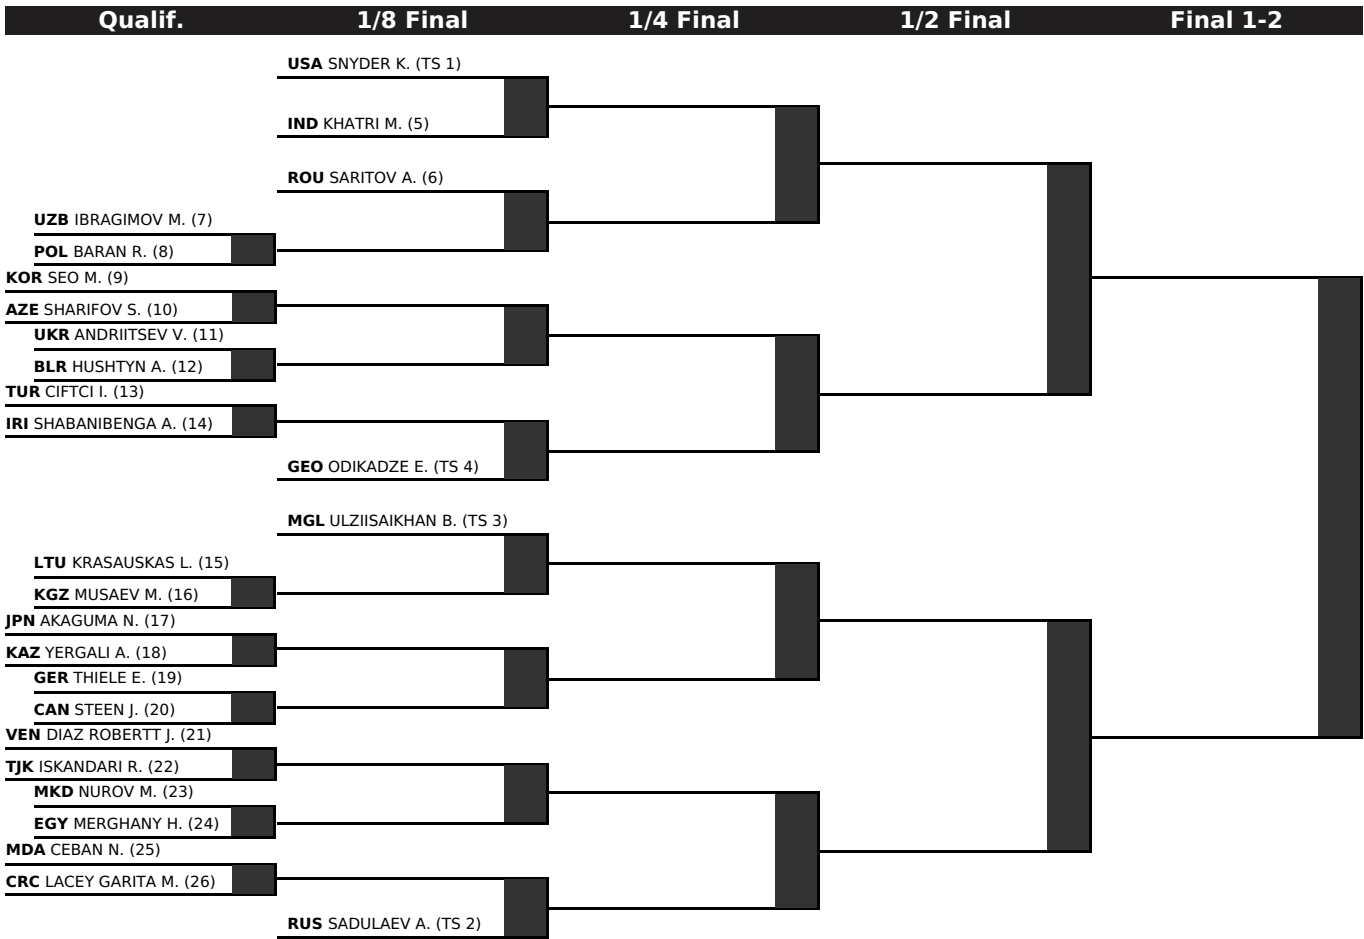 Qualif. 1/8 Final 1/4 Final 1/2 Final Final 1-2
USA SNYDER K. (TS 1)
IND KHATRI M. (5)
ROU SARITOV A. (6)
UZB IBRAGIMOV M. (7)
POL BARAN R. (8)
KOR SEO M. (9)
AZE SHARIFOV S. (10)
UKR ANDRIITSEV V. (11)
BLR HUSHTYN A. (12)
TUR CIFTCI I. (13)
IRI SHABANIBENGA A. (14)
GEO ODIKADZE E. (TS 4)
MGL ULZIISAIKHAN B. (TS 3)
LTU KRASAUSKAS L. (15)
KGZ MUSAEV M. (16)
JPN AKAGUMA N. (17)
KAZ YERGALI A. (18)
GER THIELE E. (19)
CAN STEEN J. (20)
VEN DIAZ ROBERTT J. (21)
TJK ISKANDARI R. (22)
MKD NUROV M. (23)
EGY MERGHANY H. (24)
MDA CEBAN N. (25)
CRC LACEY GARITA M. (26)
RUS SADULAEV A. (TS 2)